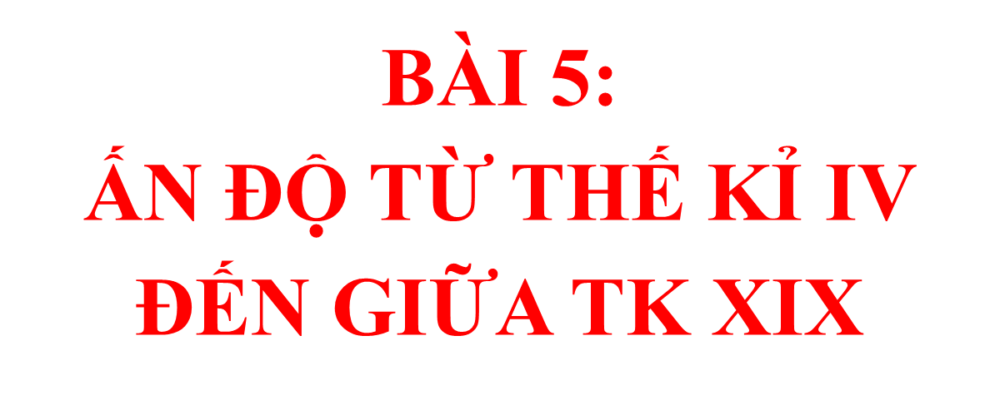 BÀI 5:
ẤN ĐỘ TỪ THẾ KỈ IV
ĐẾN GIỮA TK XIX